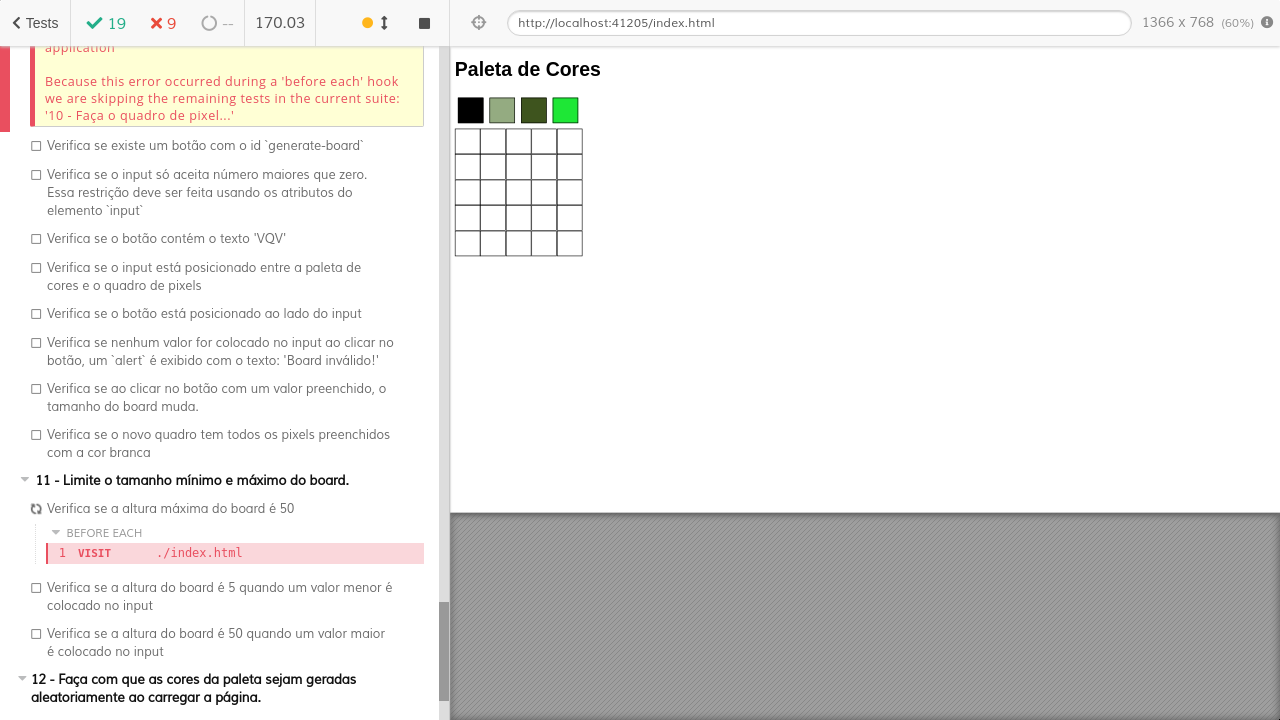 Tests
19
9
--
170.03
http://localhost:41205/index.html
1366 x 768 (60%)
application
Because this error occurred during a 'before each' hook
we are skipping the remaining tests in the current suite:
'10 - Faça o quadro de pixel...'
Verifica se existe um botão com o id `generate-board`
Verifica se o input só aceita número maiores que zero.
Essa restrição deve ser feita usando os atributos do
elemento `input`
Verifica se o botão contém o texto 'VQV'
Verifica se o input está posicionado entre a paleta de
cores e o quadro de pixels
Verifica se o botão está posicionado ao lado do input
Verifica se nenhum valor for colocado no input ao clicar no
botão, um `alert` é exibido com o texto: 'Board inválido!'
Verifica se ao clicar no botão com um valor preenchido, o
tamanho do board muda.
Verifica se o novo quadro tem todos os pixels preenchidos
com a cor branca
11 - Limite o tamanho mínimo e máximo do board.
Verifica se a altura máxima do board é 50
BEFORE EACH
1 VISIT ./index.html
Verifica se a altura do board é 5 quando um valor menor é
colocado no input
Verifica se a altura do board é 50 quando um valor maior
é colocado no input
12 - Faça com que as cores da paleta sejam geradas
aleatoriamente ao carregar a página.
Paleta de Cores